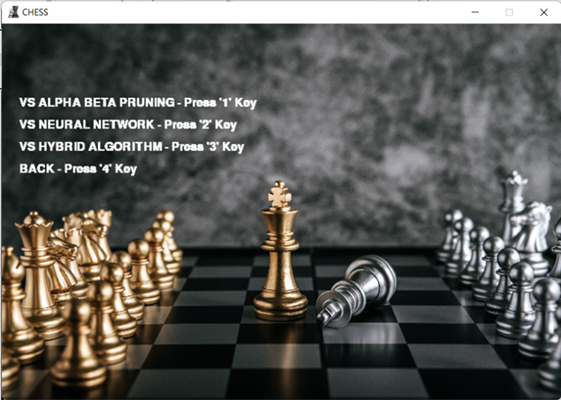 CHESS
VS ALPHA BETA PRUNING - Press '1' Key
VS NEURAL NETWORK - Press '2' Key
VS HYBRID ALGORITHM - Press '3' Key
BACK - Press '4' Key